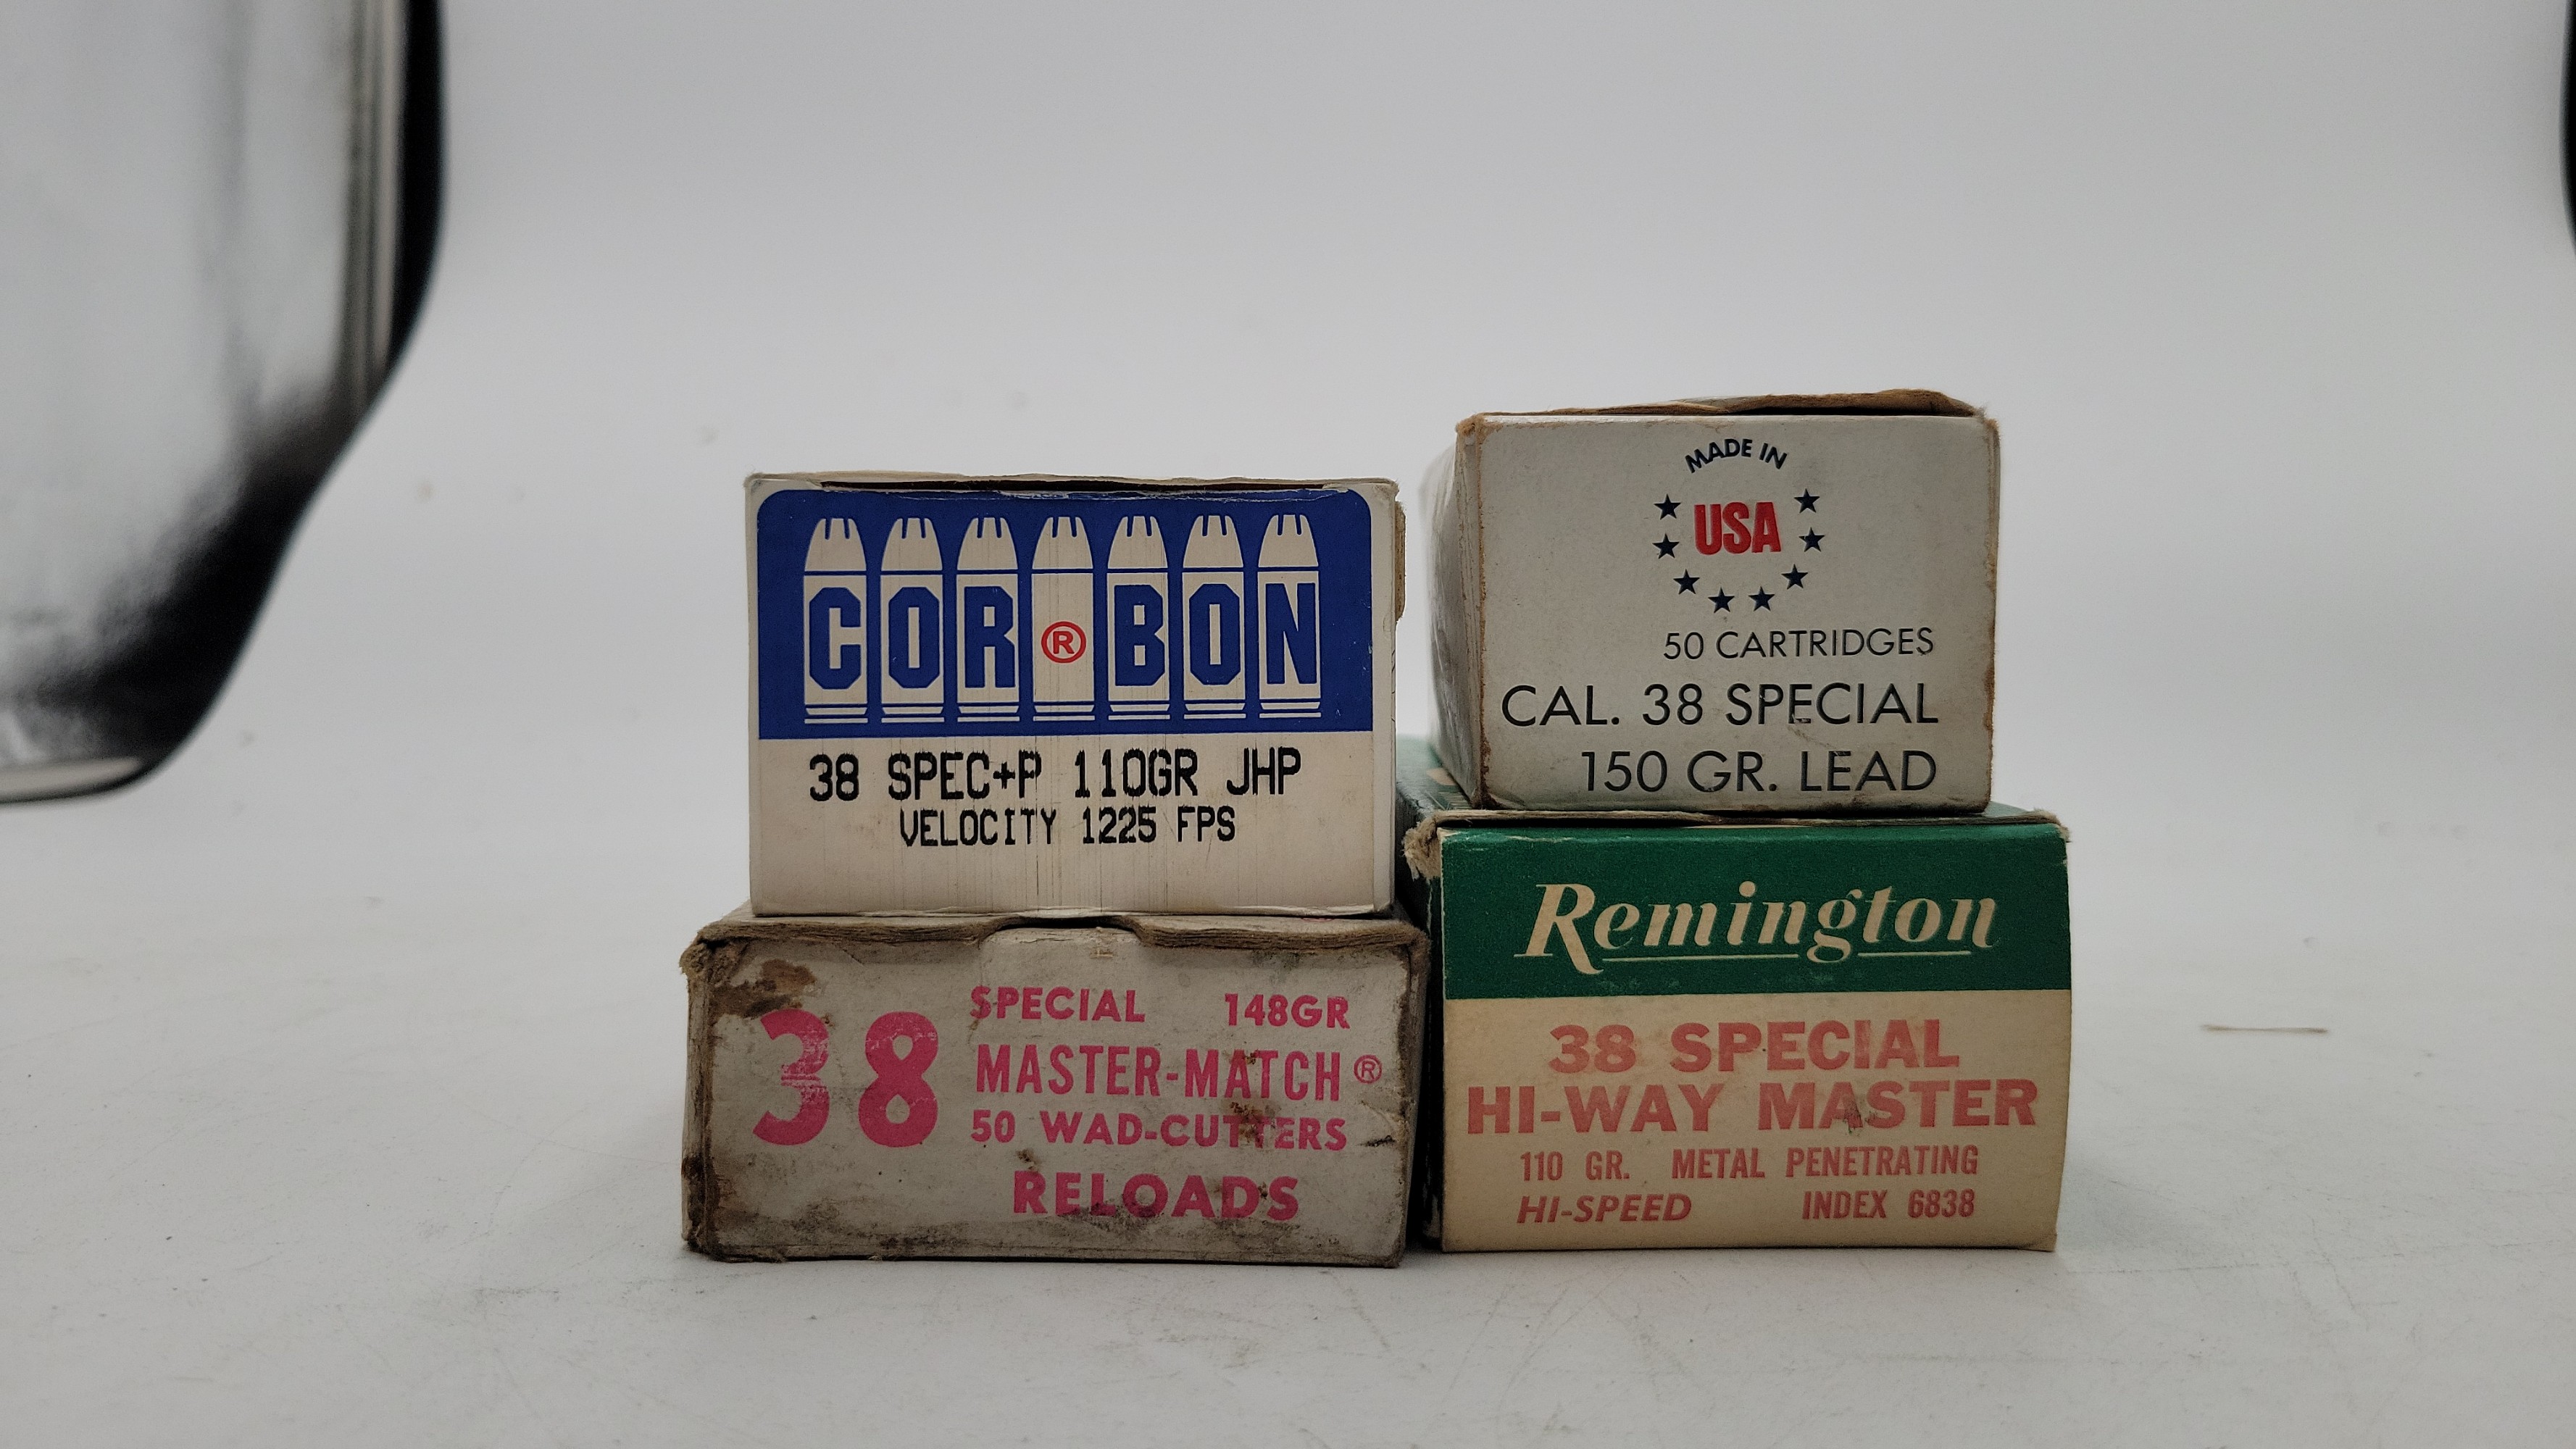 COR®BON
38 SPEC+P 110GR JHP
VELOCITY 1225 FPS
MADE IN
USA
50 CARTRIDGES
CAL. 38 SPECIAL
150 GR. LEAD
38
SPECIAL 148GR
MASTER-MATCH®
50 WAD-CUTTERS
RELOADS
Remington
38 SPECIAL
HI-WAY MASTER
110 GR. METAL PENETRATING
HI-SPEED INDEX 6838